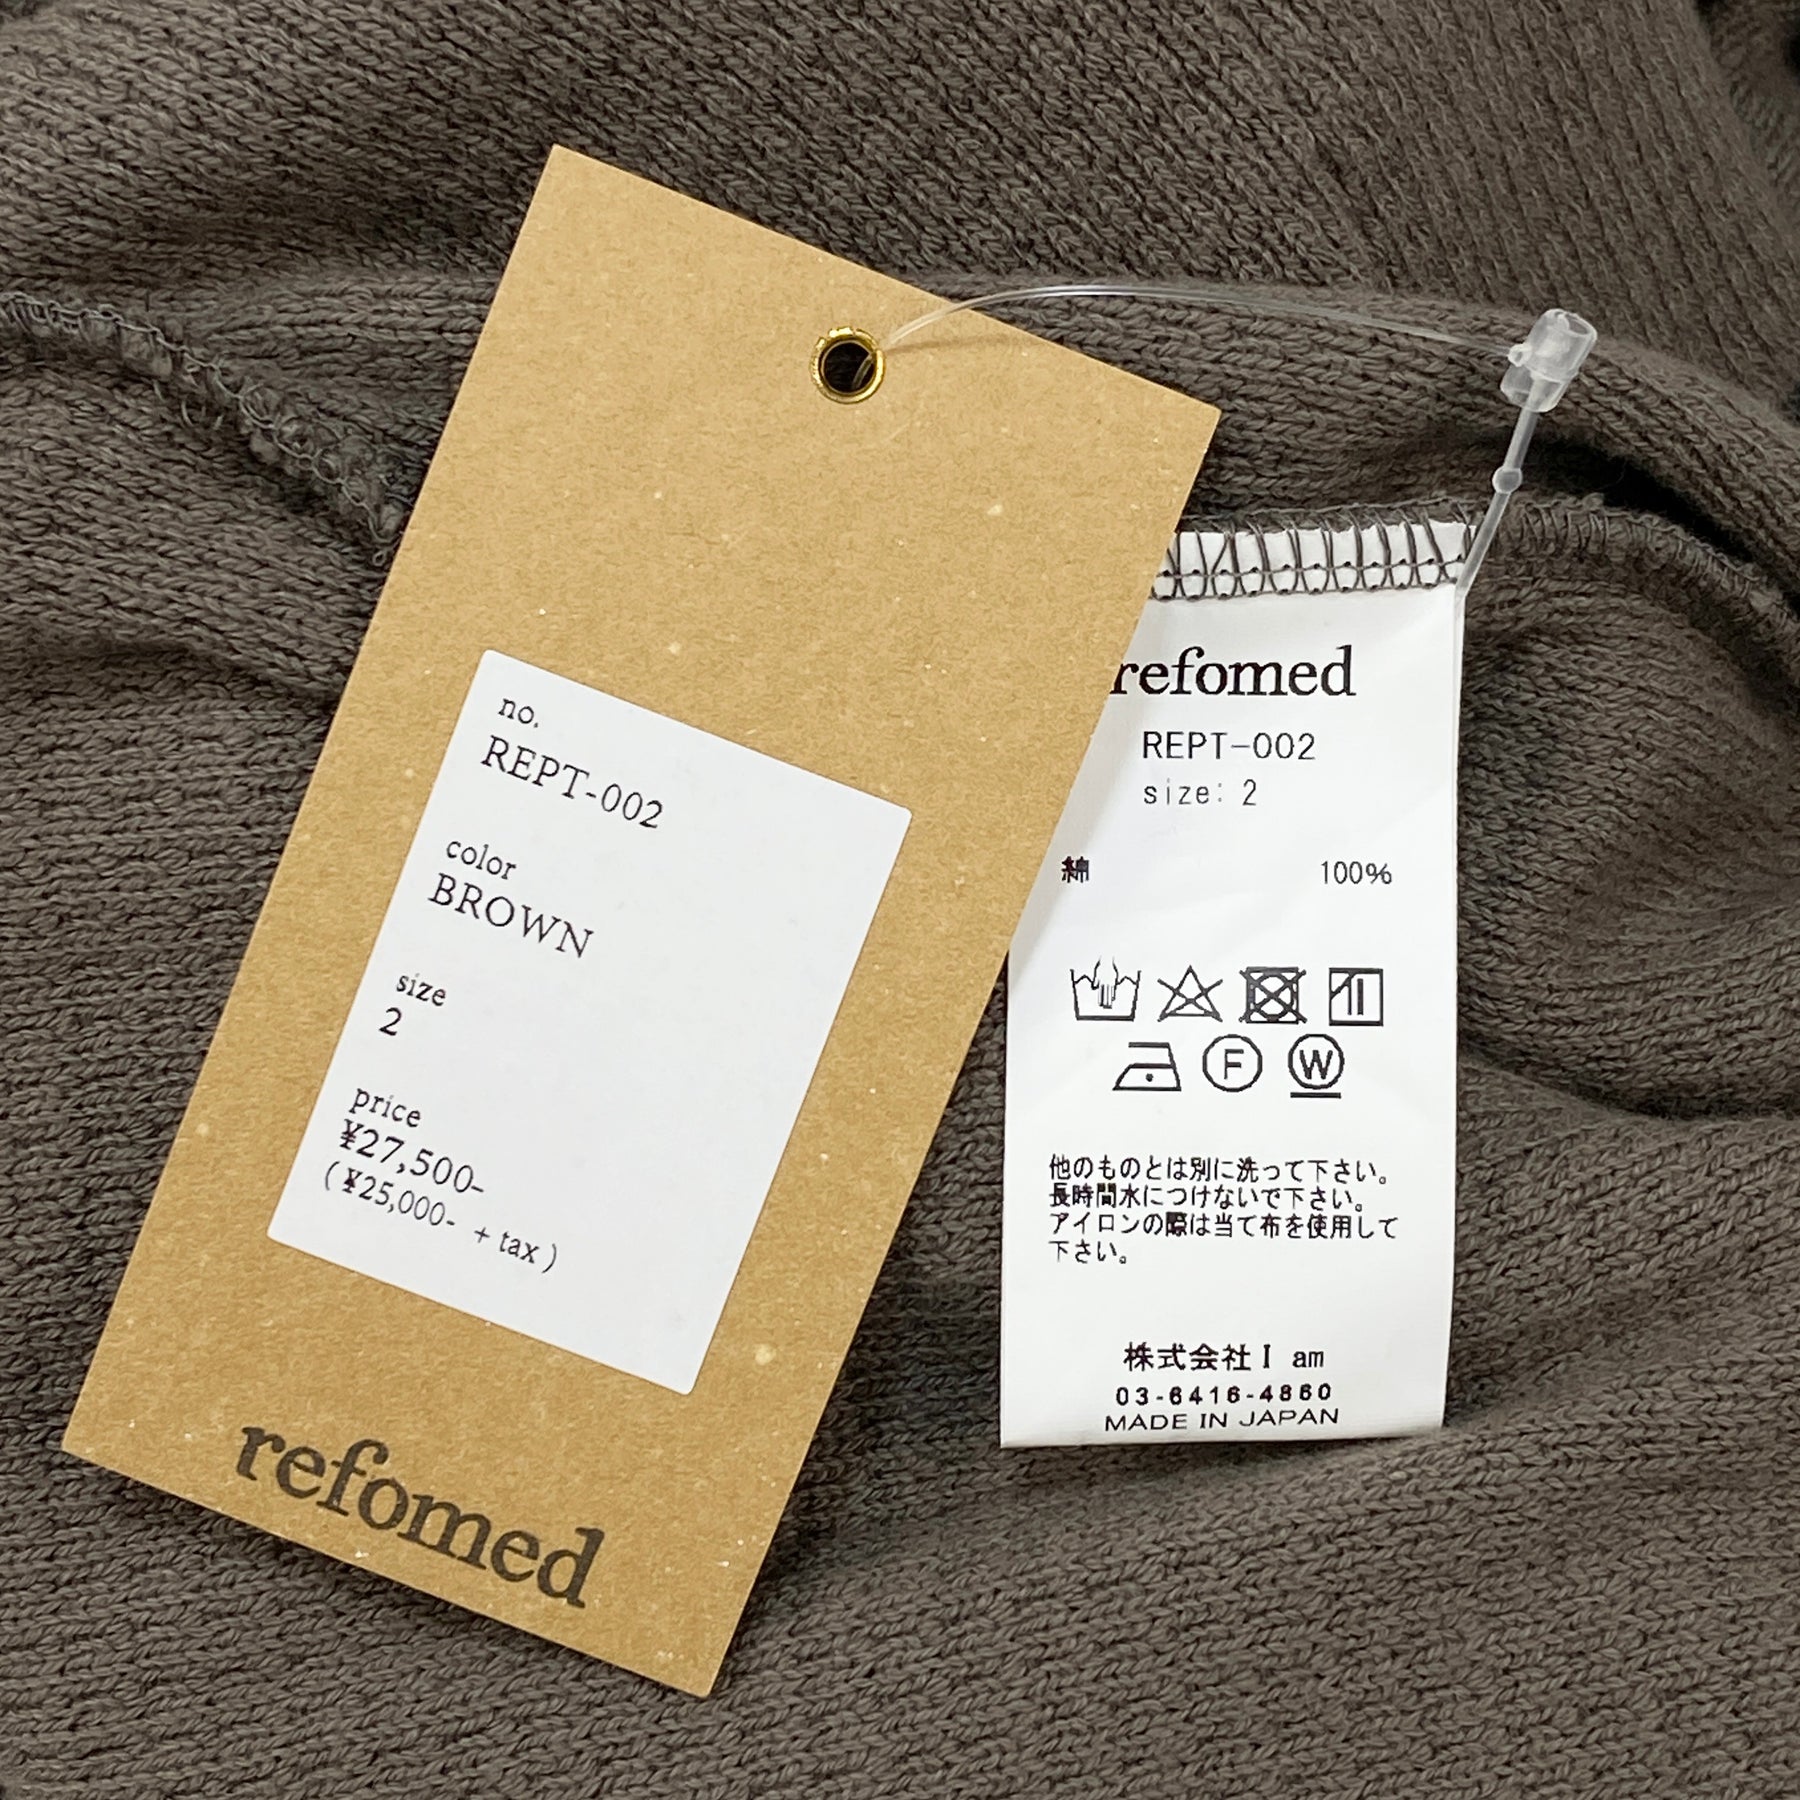 no.
REPT-002
color
BROWN
size
2
price
¥27,500-
( ¥25,000- + tax )
refomed
refomed
REPT-002
size: 2
綿 100%
F W
他のものとは別に洗って下さい。
長時間水につけないで下さい。
アイロンの際は当て布を使用して
下さい。
株式会社I am
03-6416-4860
MADE IN JAPAN